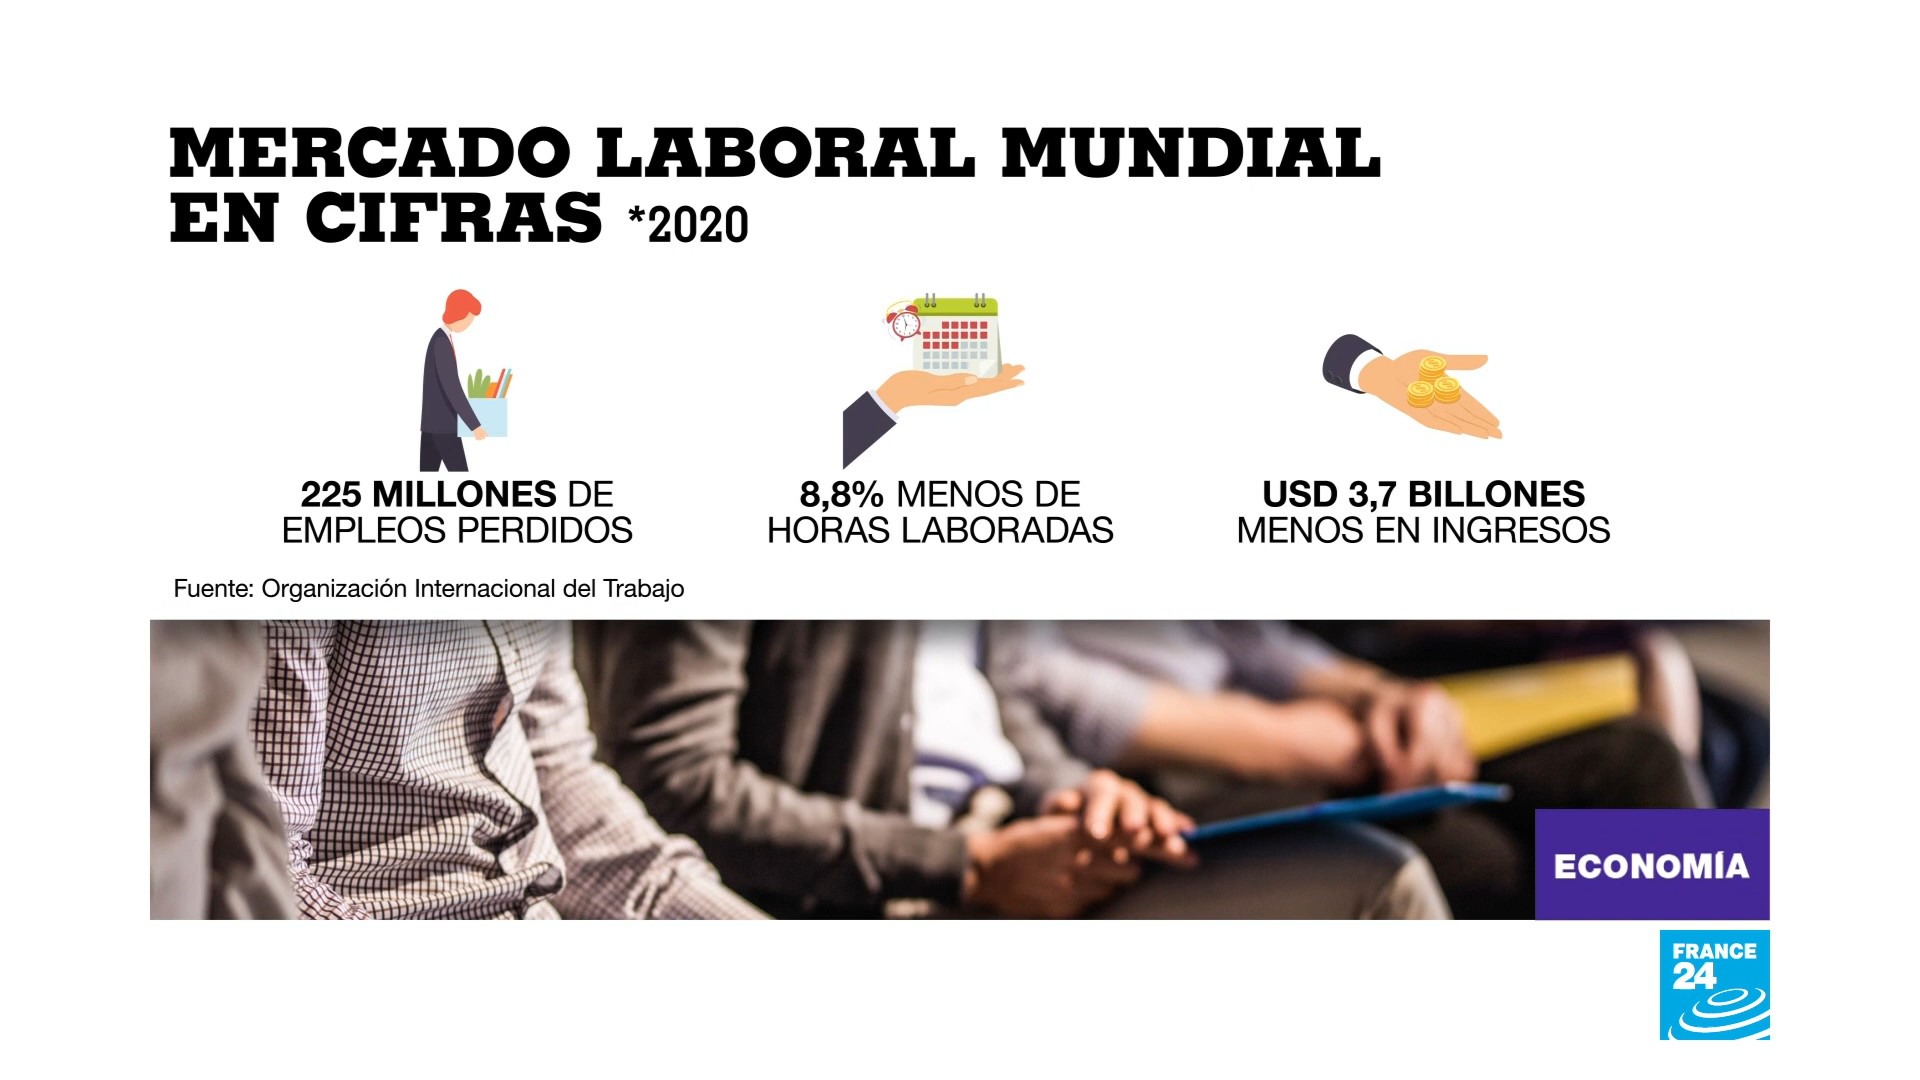 MERCADO LABORAL MUNDIAL
EN CIFRAS *2020
225 MILLONES DE
EMPLEOS PERDIDOS
8,8% MENOS DE
HORAS LABORADAS
USD 3,7 BILLONES
MENOS EN INGRESOS
Fuente: Organización Internacional del Trabajo
ECONOMÍA
FRANCE
24